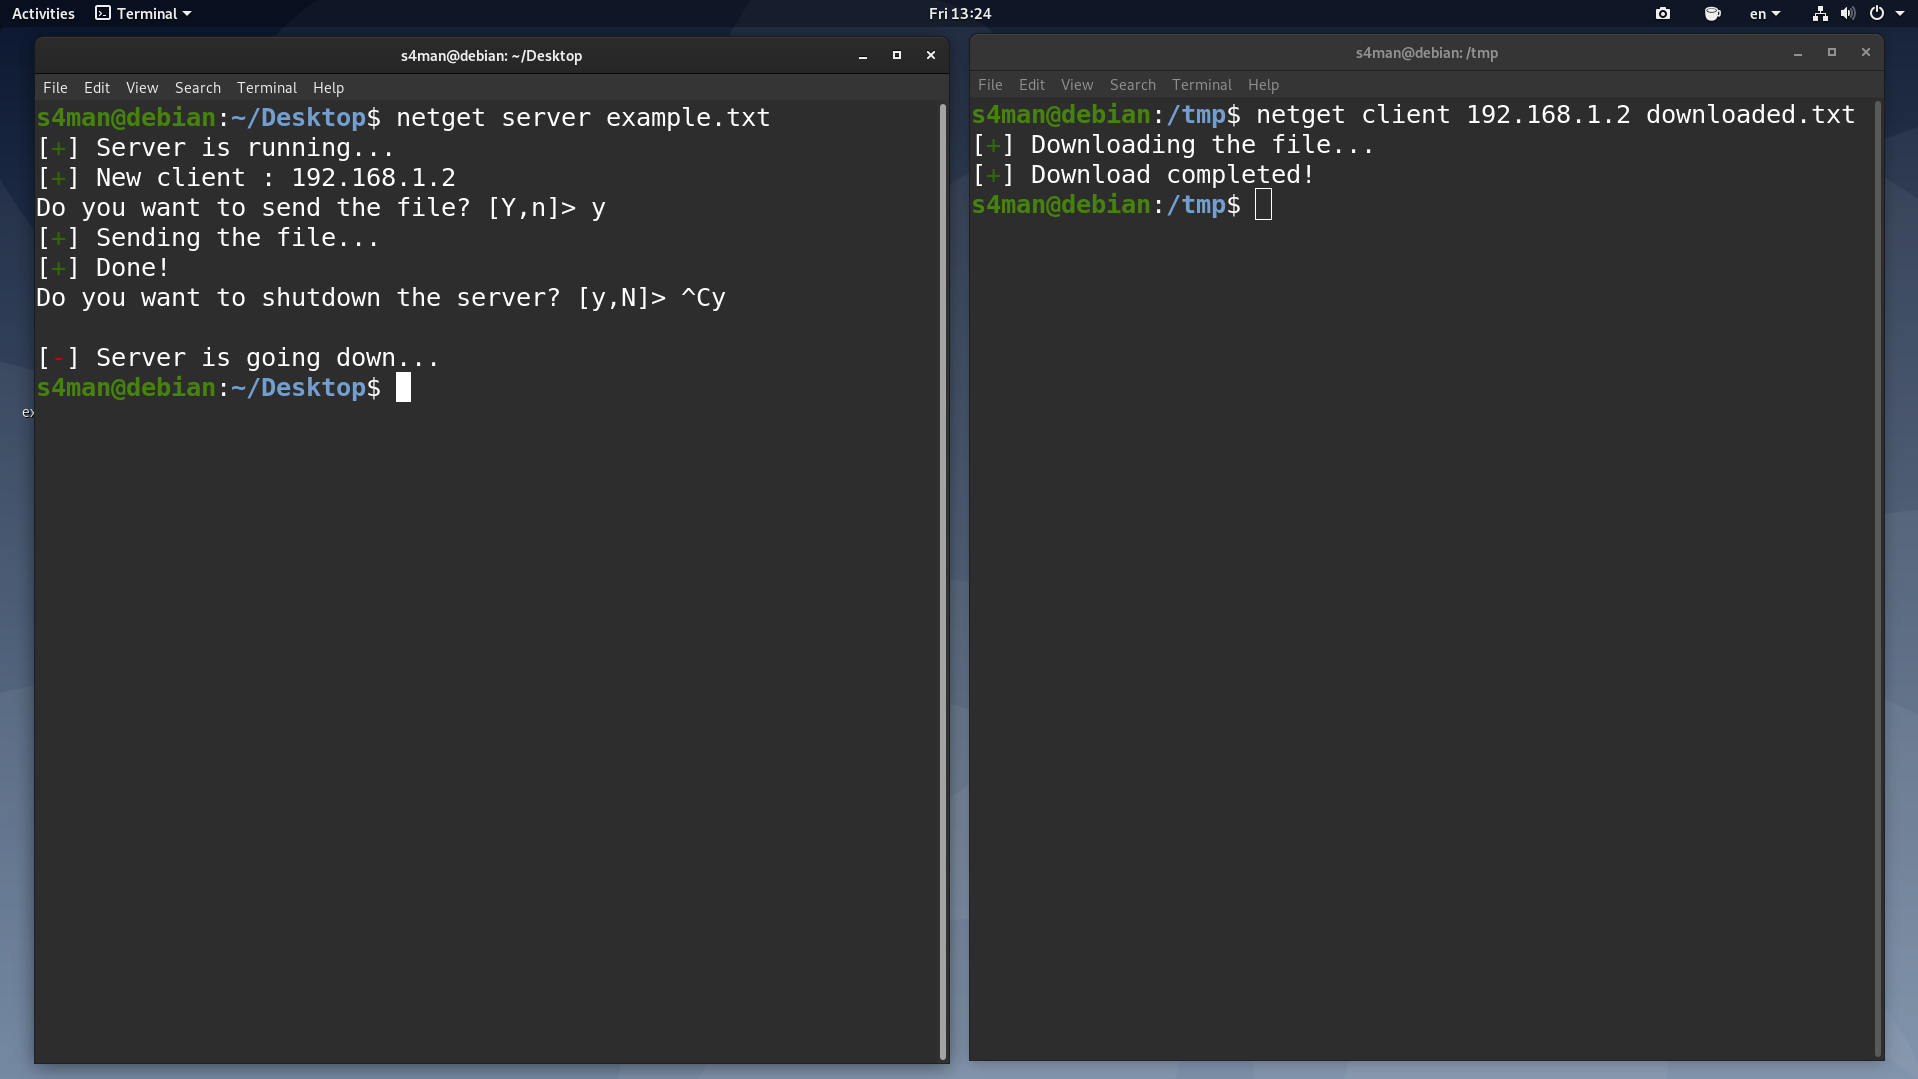 Activities Terminal Fri 13:24 en
s4man@debian: ~/Desktop
File Edit View Search Terminal Help
s4man@debian:~/Desktop$ netget server example.txt
[+] Server is running...
[+] New client : 192.168.1.2
Do you want to send the file? [Y,n]> y
[+] Sending the file...
[+] Done!
Do you want to shutdown the server? [y,N]> ^Cy
[-] Server is going down...
s4man@debian:~/Desktop$
ex
s4man@debian: /tmp
File Edit View Search Terminal Help
s4man@debian:/tmp$ netget client 192.168.1.2 downloaded.txt
[+] Downloading the file...
[+] Download completed!
s4man@debian:/tmp$